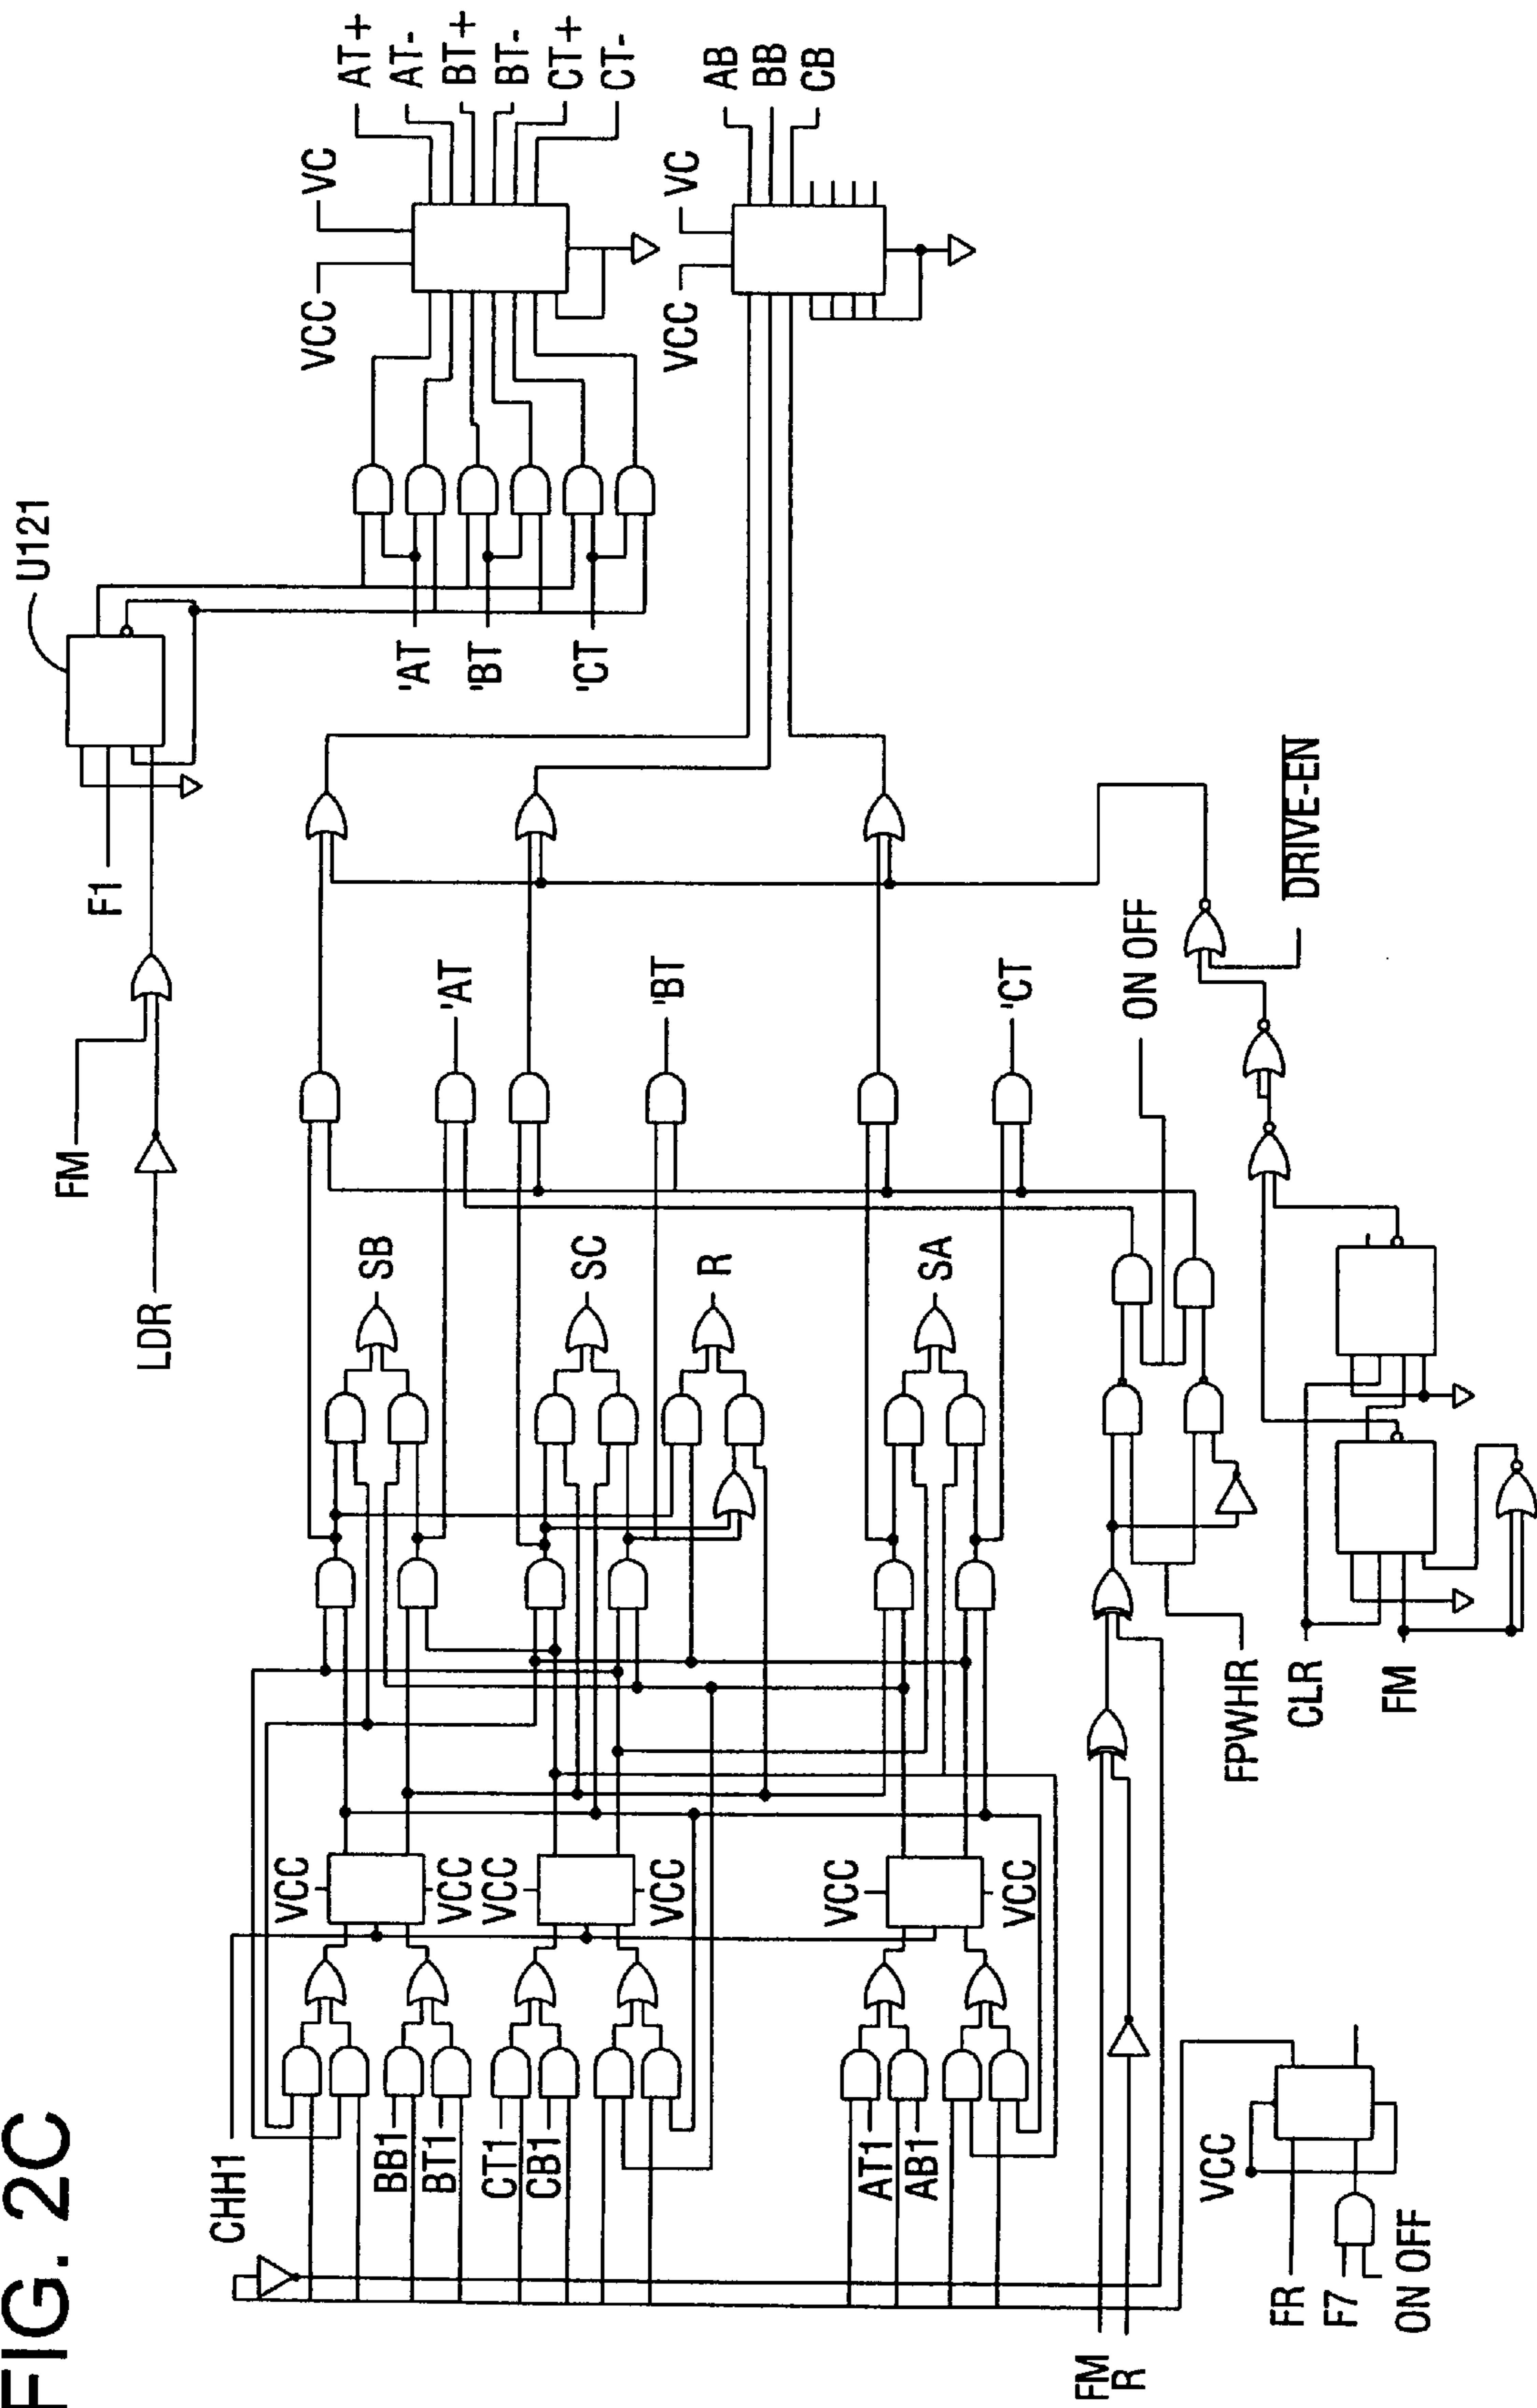 FIG. 2C
CHH1
BB1
BT1
CT1
CB1
AT1
AB1
FM
R
VCC
FR
F7
ON OFF
VCC
VCC
VCC
VCC
VCC
VCC
SB
SC
R
SA
FPWHR
CLR
FM
LDR
FM
F1
U121
'AT
'BT
'CT
ON OFF
DRIVE-EN
'AT
'BT
'CT
VCC
VC
AT+
AT-
BT+
BT-
CT+
CT-
VCC
VC
AB
BB
CB